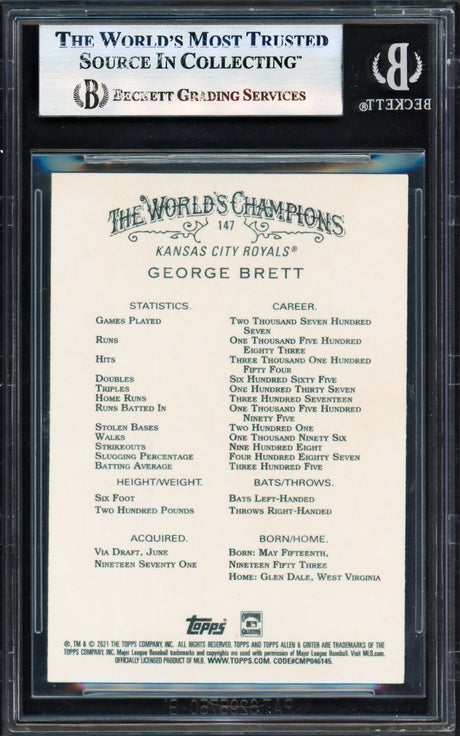 THE WORLD'S MOST TRUSTED
SOURCE IN COLLECTING™
B BECKETT GRADING SERVICES
B
BECKETT®
THE WORLD'S CHAMPIONS
147
KANSAS CITY ROYALS®
GEORGE BRETT
STATISTICS. CAREER.
GAMES PLAYED TWO THOUSAND SEVEN HUNDRED
SEVEN
RUNS ONE THOUSAND FIVE HUNDRED
EIGHTY THREE
HITS THREE THOUSAND ONE HUNDRED
FIFTY FOUR
DOUBLES SIX HUNDRED SIXTY FIVE
TRIPLES ONE HUNDRED THIRTY SEVEN
HOME RUNS THREE HUNDRED SEVENTEEN
RUNS BATTED IN ONE THOUSAND FIVE HUNDRED
NINETY FIVE
STOLEN BASES TWO HUNDRED ONE
WALKS ONE THOUSAND NINETY SIX
STRIKEOUTS NINE HUNDRED EIGHT
SLUGGING PERCENTAGE FOUR HUNDRED EIGHTY SEVEN
BATTING AVERAGE THREE HUNDRED FIVE
HEIGHT/WEIGHT. BATS/THROWS.
SIX FOOT BATS LEFT-HANDED
TWO HUNDRED POUNDS THROWS RIGHT-HANDED
ACQUIRED. BORN/HOME.
VIA DRAFT, JUNE BORN: MAY FIFTEENTH,
NINETEEN SEVENTY ONE NINETEEN FIFTY THREE
HOME: GLEN DALE, WEST VIRGINIA
Topps
®, TM & © 2021 THE TOPPS COMPANY, INC. ALL RIGHTS RESERVED. TOPPS AND TOPPS ALLEN & GINTER ARE TRADEMARKS OF THE
TOPPS COMPANY, INC. Major League Baseball trademarks and copyrights are used with permission of Major League Baseball. Visit MLB.com.
OFFICIALLY LICENSED PRODUCT OF MLB. WWW.TOPPS.COM. CODE#CMP046145.